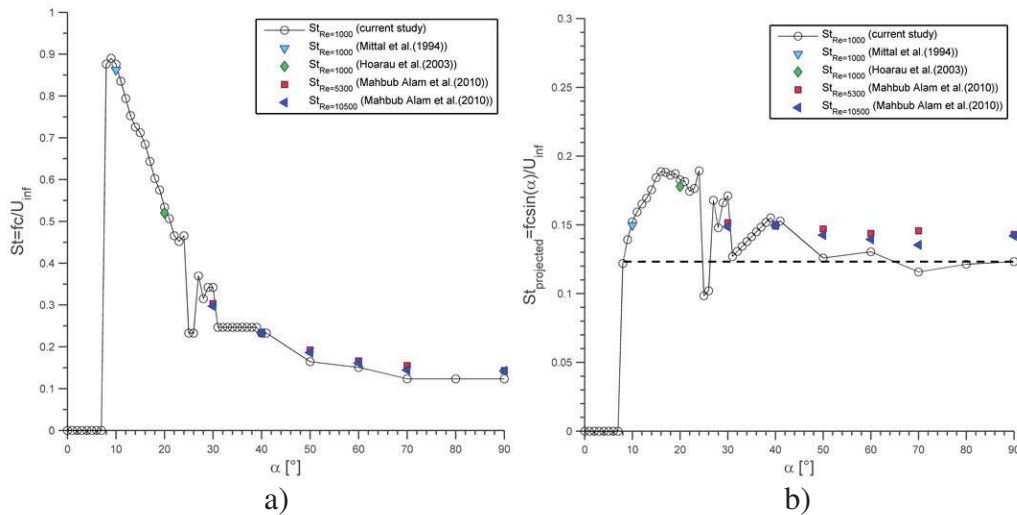 St=fc/U_inf
1
0.9
0.8
0.7
0.6
0.5
0.4
0.3
0.2
0.1
0
St_Re=1000 (current study)
St_Re=1000 (Mittal et al.(1994))
St_Re=1000 (Hoarau et al.(2003))
St_Re=5300 (Mahbub Alam et al.(2010))
St_Re=10500 (Mahbub Alam et al.(2010))
0 10 20 30 40 50 60 70 80 90
α [°]
a)
St_projected=fcsin(α)/U_inf
0.3
0.25
0.2
0.15
0.1
0.05
0
St_Re=1000 (current study)
St_Re=1000 (Mittal et al.(1994)
St_Re=1000 (Hoarau et al.(2003)
St_Re=5300 (Mahbub Alam et al.(2010))
St_Re=10500 (Mahbub Alam et al.(2010))
0 10 20 30 40 50 60 70 80 90
α [°]
b)